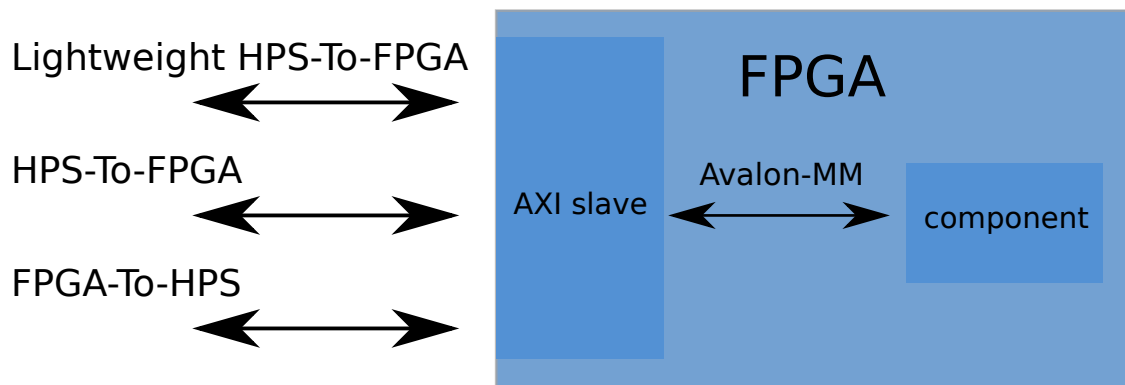 Lightweight HPS-To-FPGA
FPGA
HPS-To-FPGA
Avalon-MM
AXI slave
component
FPGA-To-HPS